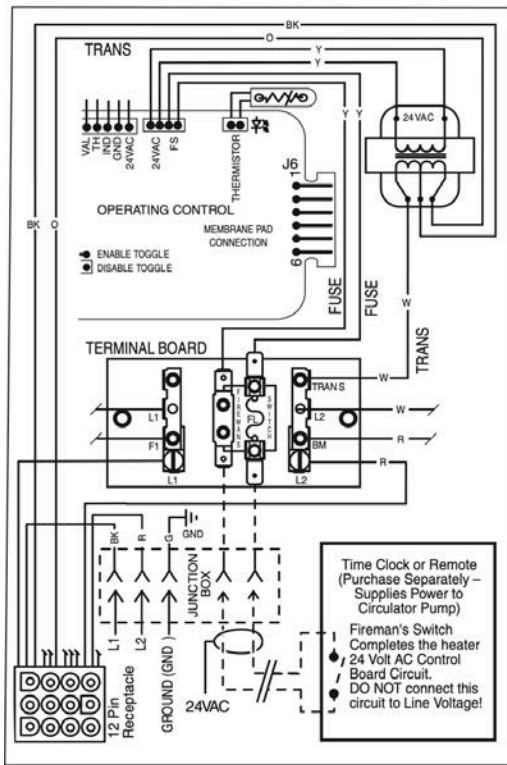 BK
O
TRANS
Y
Y
24VAC
VAL
TH
IND
GND
24VAC
24VAC
FS
THERMISTOR
J6
1
Y
Y
OPERATING CONTROL
MEMBRANE PAD
CONNECTION
BK
O
ENABLE TOGGLE
DISABLE TOGGLE
6
FUSE
FUSE
W
TRANS
TERMINAL BOARD
L1
F1
L1
FIREMANS
FL
SWITCH
TRANS
L2
BM
L2
W
W
R
R
BK
R
G
GND
JUNCTION
BOX
L1
L2
GROUND (GND )
24VAC
12 Pin
Receptacle
Time Clock or Remote
(Purchase Separately –
Supplies Power to
Circulator Pump)
Fireman's Switch
Completes the heater
24 Volt AC Control
Board Circuit.
DO NOT connect this
circuit to Line Voltage!